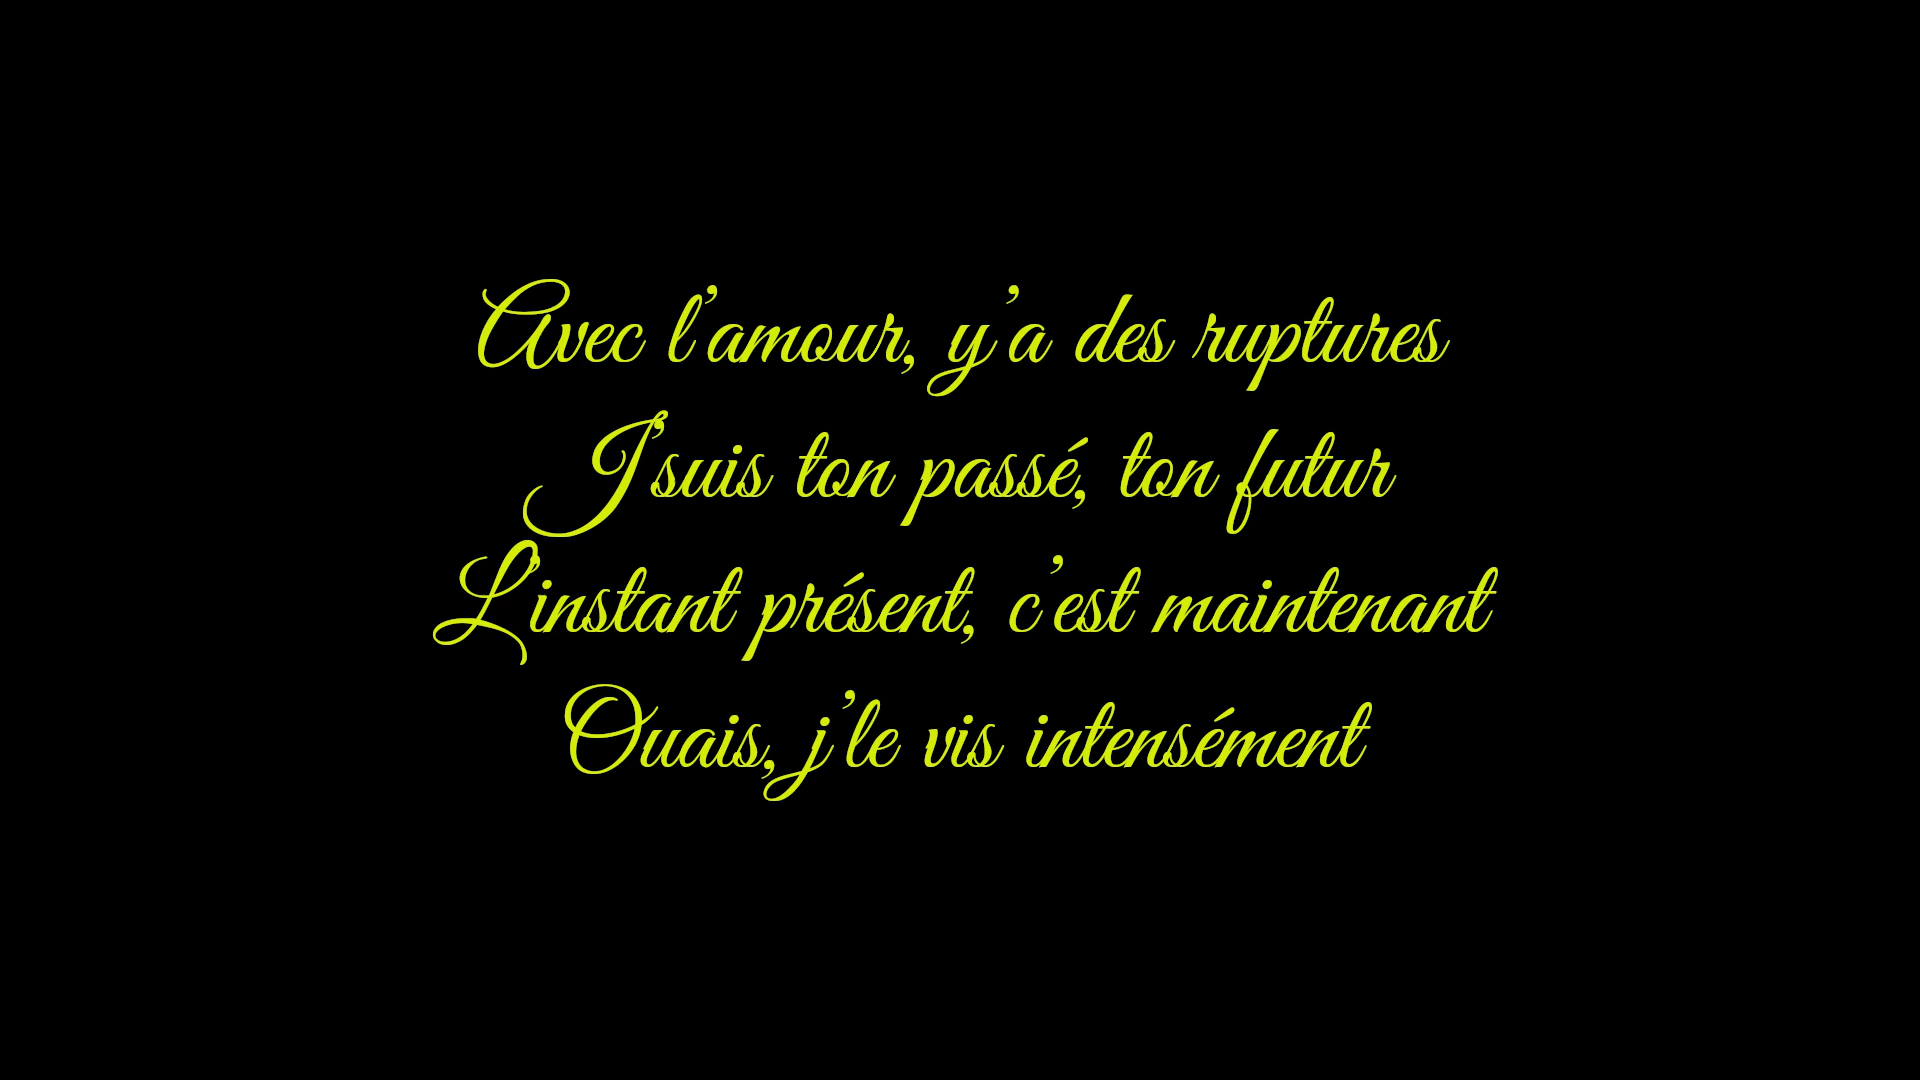 Avec l'amour, y'a des ruptures
J'suis ton passé, ton futur
L'instant présent, c'est maintenant
Ouais, j'le vis intensément